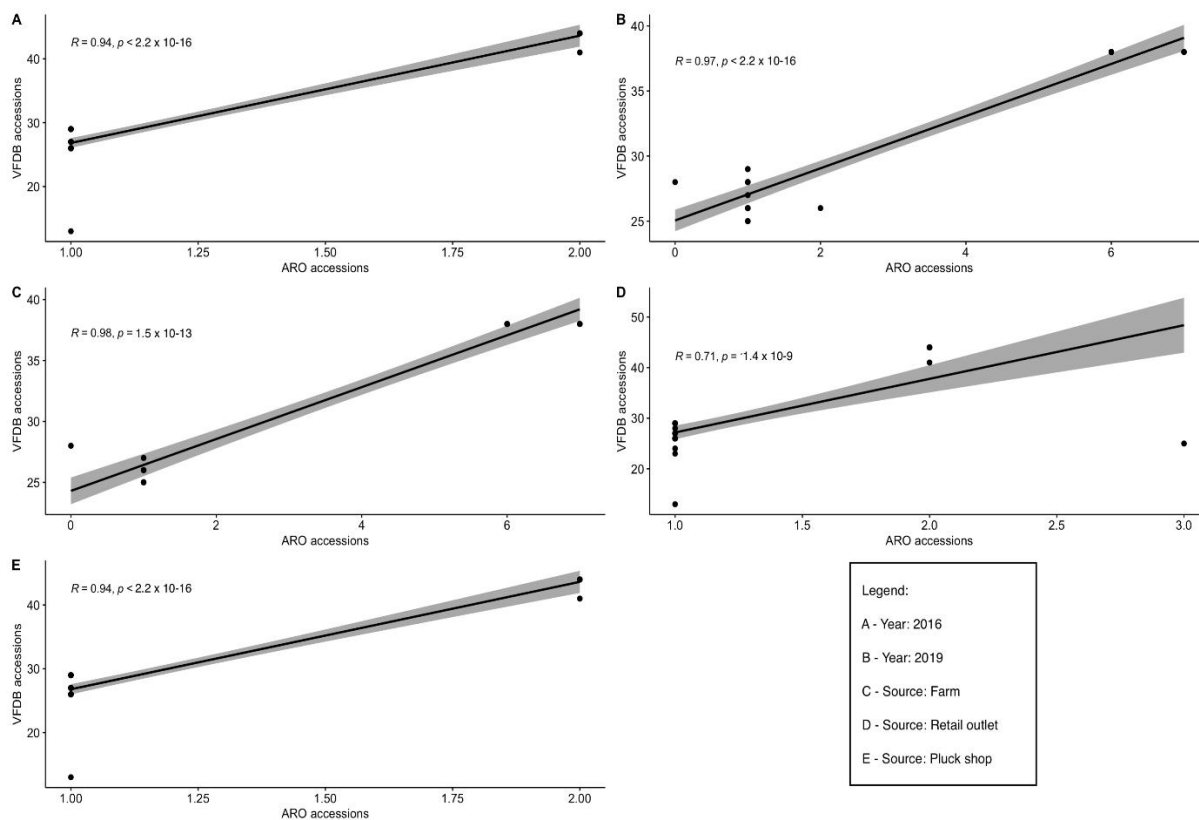 A
R = 0.94, p < 2.2 x 10-16
VFDB accessions
40
30
20
1.00
1.25
1.50
1.75
2.00
ARO accessions
B
R = 0.97, p < 2.2 x 10-16
VFDB accessions
40
35
30
25
0
2
4
6
ARO accessions
C
R = 0.98, p = 1.5 x 10-13
VFDB accessions
40
35
30
25
0
2
4
6
ARO accessions
D
R = 0.71, p = 1.4 x 10-9
VFDB accessions
50
40
30
20
1.0
1.5
2.0
2.5
3.0
ARO accessions
E
R = 0.94, p < 2.2 x 10-16
VFDB accessions
40
30
20
1.00
1.25
1.50
1.75
2.00
ARO accessions
Legend:
A - Year: 2016
B - Year: 2019
C - Source: Farm
D - Source: Retail outlet
E - Source: Pluck shop